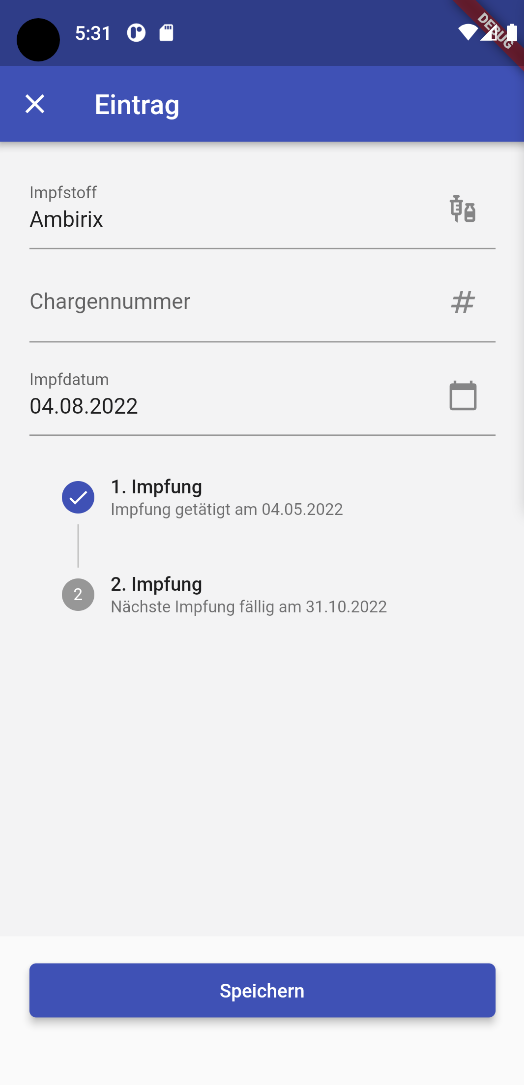 5:31
DEBUG
Eintrag
Impfstoff
Ambirix
Chargennummer
#
Impfdatum
04.08.2022
1. Impfung
Impfung getätigt am 04.05.2022
2
2. Impfung
Nächste Impfung fällig am 31.10.2022
Speichern